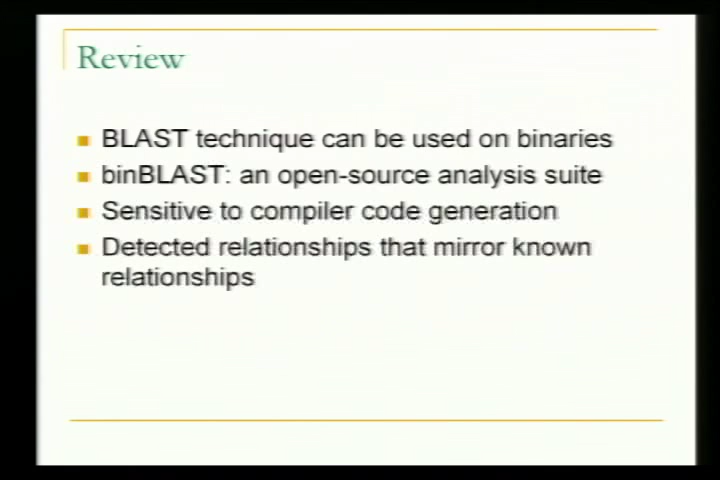 Review
BLAST technique can be used on binaries
binBLAST: an open-source analysis suite
Sensitive to compiler code generation
Detected relationships that mirror known
relationships